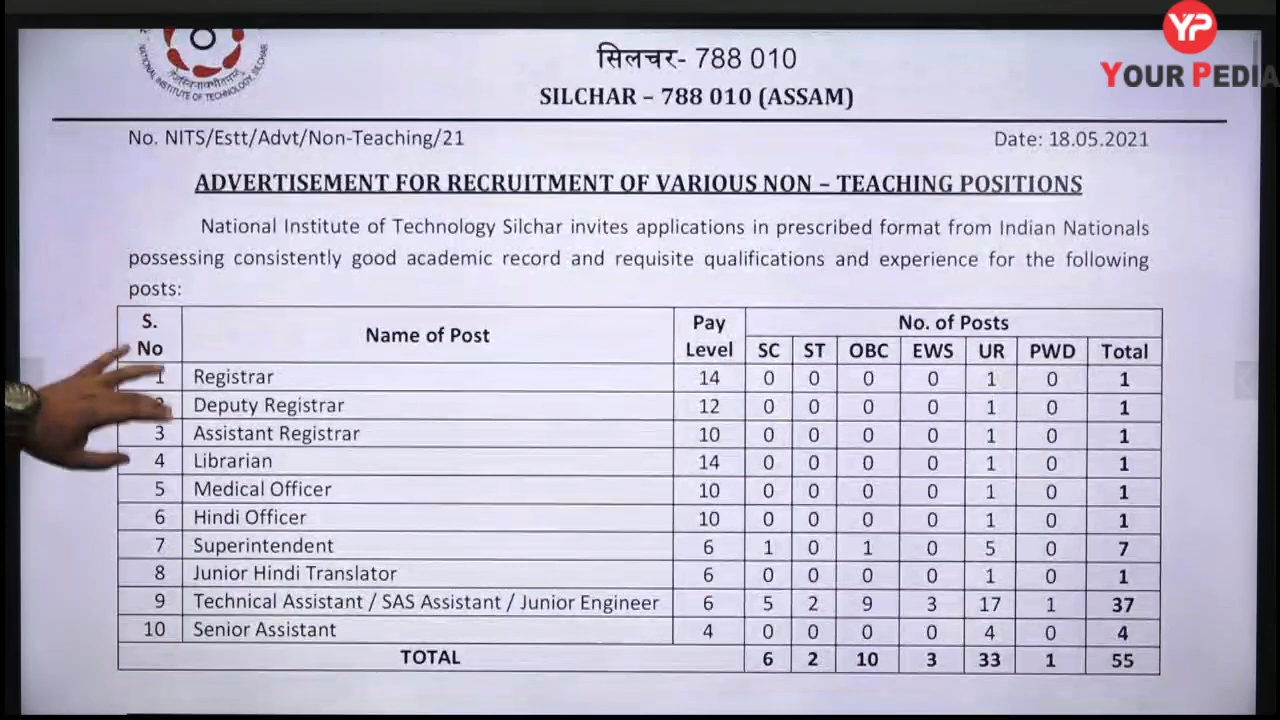 YP
YOUR PEDIA
NATIONAL INSTITUTE OF TECHNOLOGY, SILCHAR
सिलचर- 788 010
SILCHAR – 788 010 (ASSAM)
No. NITS/Estt/Advt/Non-Teaching/21 Date: 18.05.2021
ADVERTISEMENT FOR RECRUITMENT OF VARIOUS NON – TEACHING POSITIONS
National Institute of Technology Silchar invites applications in prescribed format from Indian Nationals
possessing consistently good academic record and requisite qualifications and experience for the following
posts:
S. No Name of Post Pay Level No. of Posts
SC ST OBC EWS UR PWD Total
1 Registrar 14 0 0 0 0 1 0 1
Deputy Registrar 12 0 0 0 0 1 0 1
3 Assistant Registrar 10 0 0 0 0 1 0 1
4 Librarian 14 0 0 0 0 1 0 1
5 Medical Officer 10 0 0 0 0 1 0 1
6 Hindi Officer 10 0 0 0 0 1 0 1
7 Superintendent 6 1 0 1 0 5 0 7
8 Junior Hindi Translator 6 0 0 0 0 1 0 1
9 Technical Assistant / SAS Assistant / Junior Engineer 6 5 2 9 3 17 1 37
10 Senior Assistant 4 0 0 0 0 4 0 4
TOTAL 6 2 10 3 33 1 55